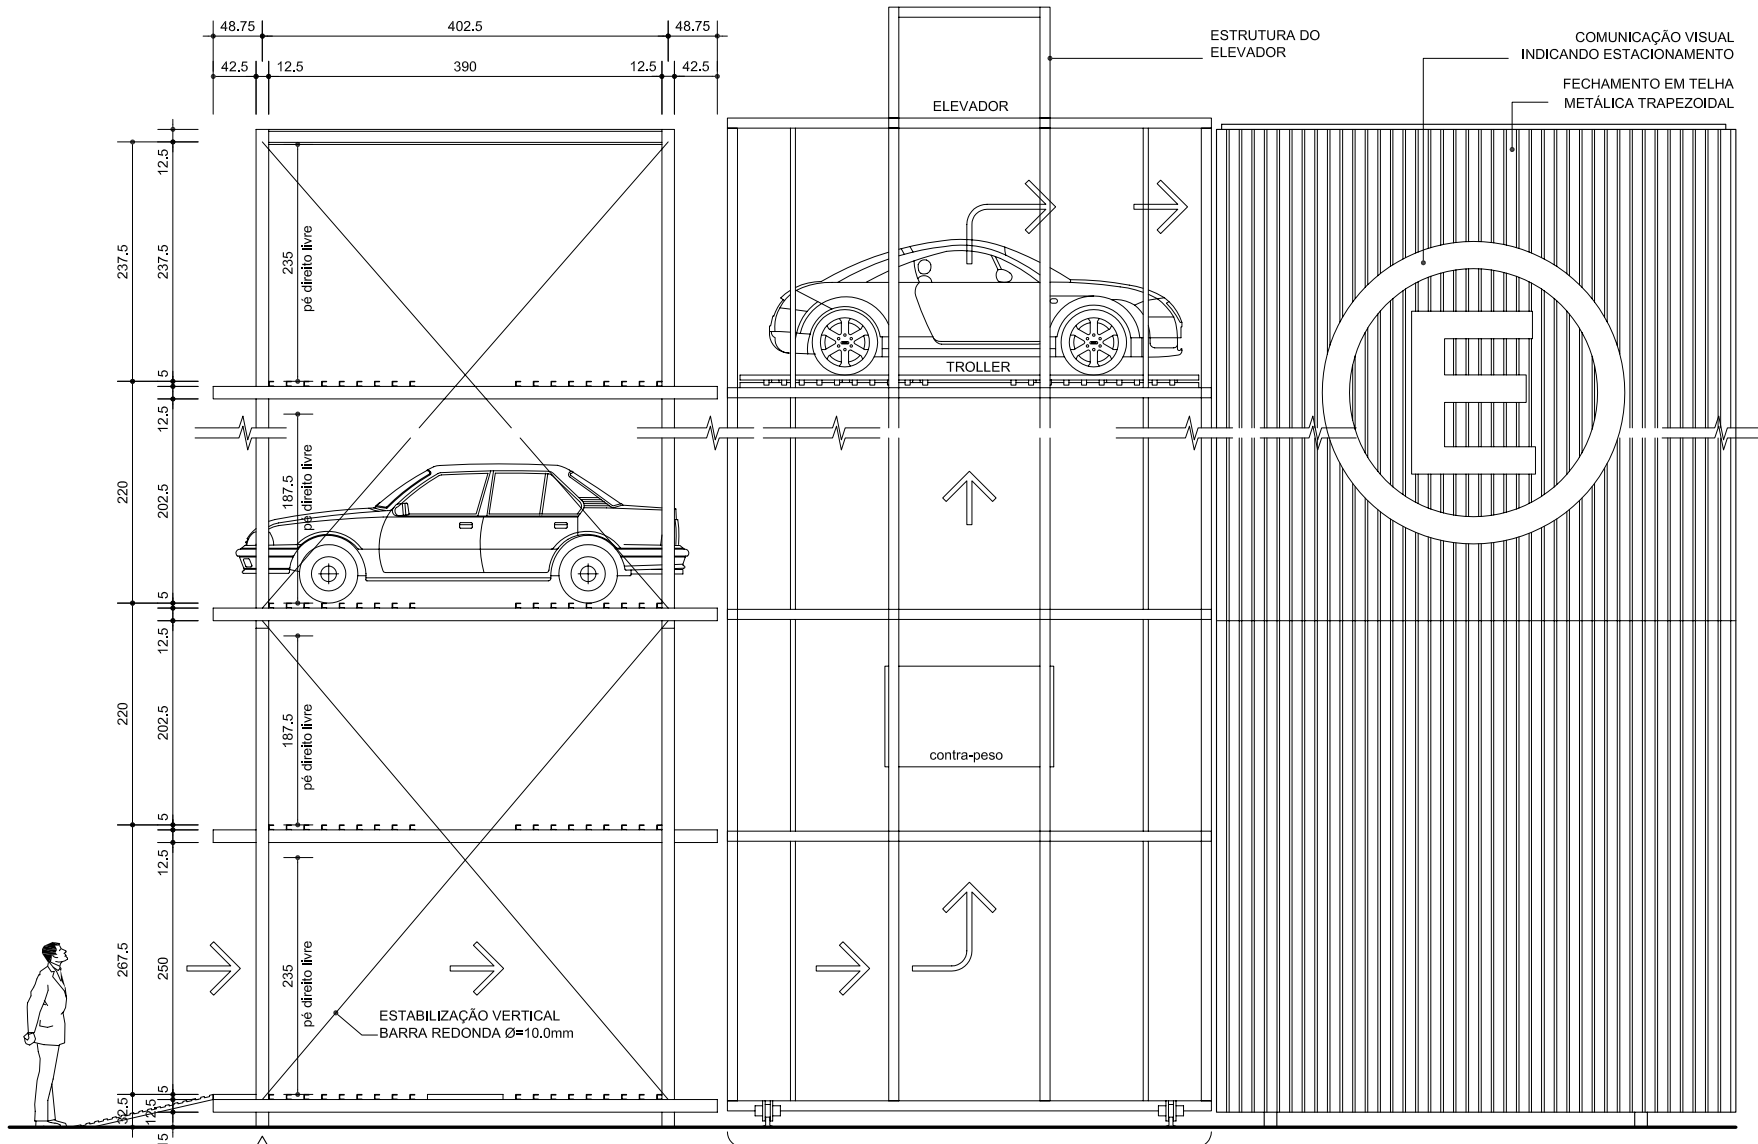 48.75
402.5
48.75
42.5
12.5
390
12.5
42.5
ESTRUTURA DO
ELEVADOR
COMUNICAÇÃO VISUAL
INDICANDO ESTACIONAMENTO
FECHAMENTO EM TELHA
METÁLICA TRAPEZOIDAL
ELEVADOR
12.5
237.5
237.5
235
pé direito livre
5
TROLLER
E
12.5
220
202.5
187.5
pé direito livre
5
12.5
220
202.5
187.5
pé direito livre
contra-peso
5
12.5
267.5
250
235
pé direito livre
ESTABILIZAÇÃO VERTICAL
BARRA REDONDA Ø=10.0mm
5
32.5
12.5
15